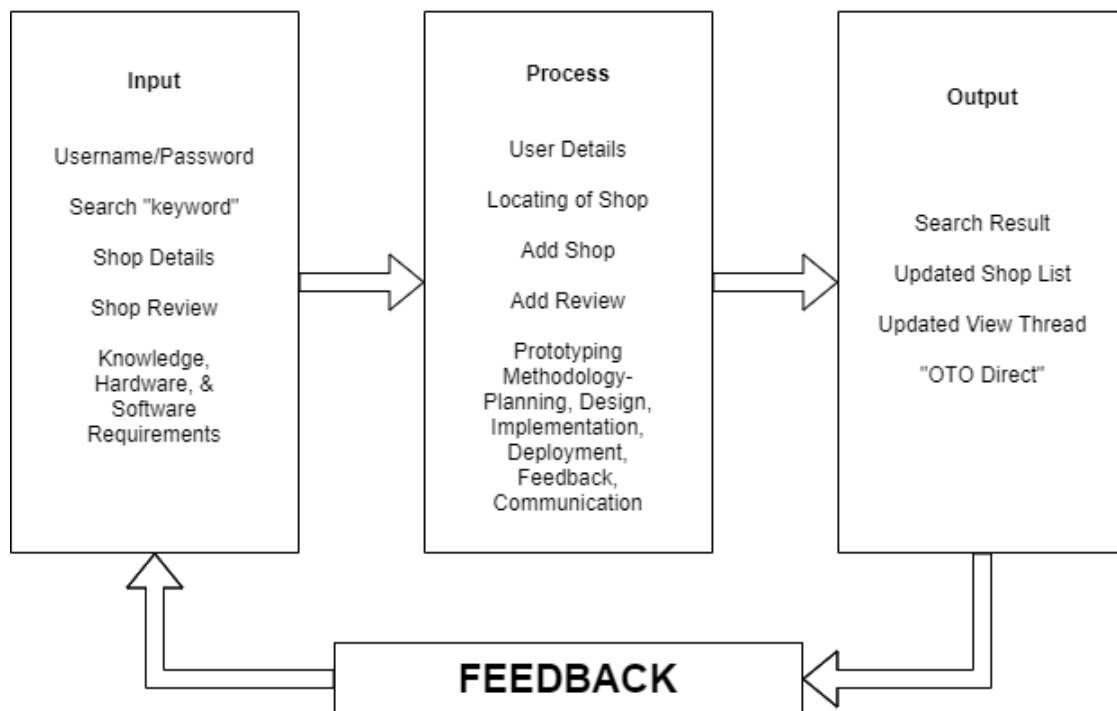 Input
Username/Password
Search "keyword"
Shop Details
Shop Review
Knowledge,
Hardware, &
Software
Requirements
Process
User Details
Locating of Shop
Add Shop
Add Review
Prototyping
Methodology-
Planning, Design,
Implementation,
Deployment,
Feedback,
Communication
Output
Search Result
Updated Shop List
Updated View Thread
"OTO Direct"
FEEDBACK